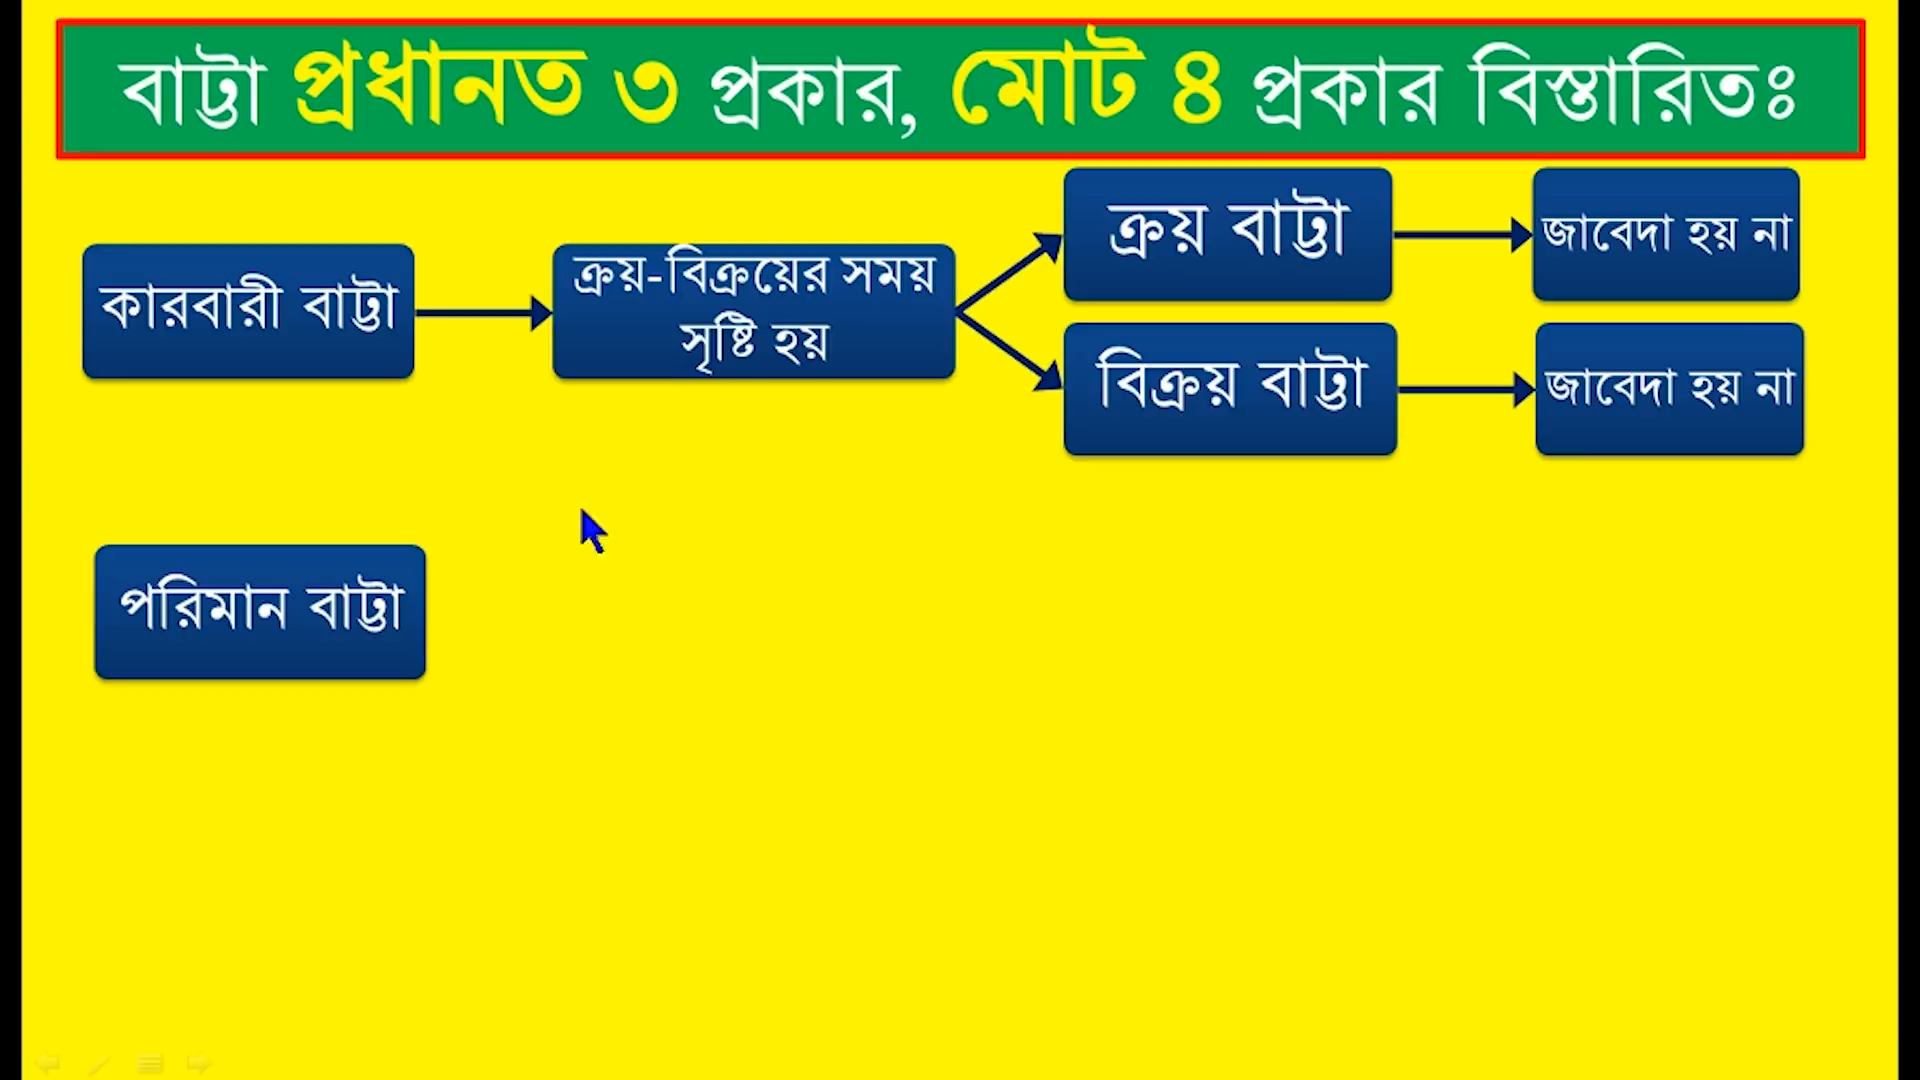 বাট্টা প্রধানত ৩ প্রকার, মোট ৪ প্রকার বিস্তারিতঃ
কারবারী বাট্টা
ক্রয়-বিক্রয়ের সময়
সৃষ্টি হয়
ক্রয় বাট্টা
জাবেদা হয় না
বিক্রয় বাট্টা
জাবেদা হয় না
পরিমান বাট্টা